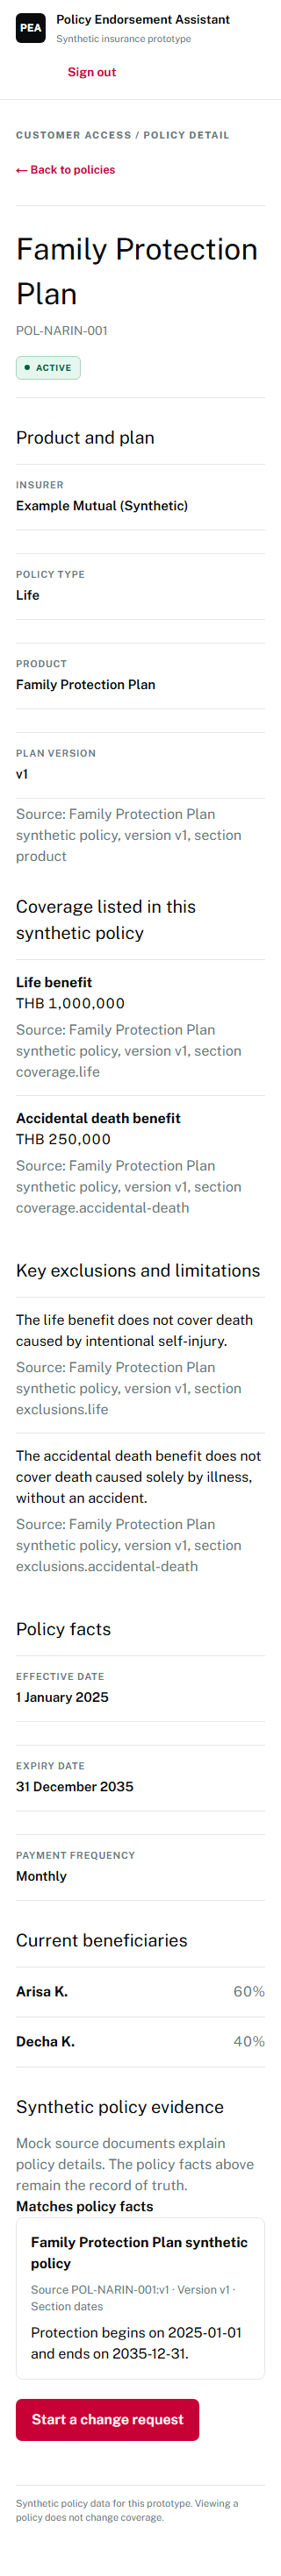 PEA
Policy Endorsement Assistant
Synthetic insurance prototype
Sign out
CUSTOMER ACCESS / POLICY DETAIL
← Back to policies
Family Protection
Plan
POL-NARIN-001
ACTIVE
Product and plan
INSURER
Example Mutual (Synthetic)
POLICY TYPE
Life
PRODUCT
Family Protection Plan
PLAN VERSION
v1
Source: Family Protection Plan
synthetic policy, version v1, section
product
Coverage listed in this
synthetic policy
Life benefit
THB 1,000,000
Source: Family Protection Plan
synthetic policy, version v1, section
coverage.life
Accidental death benefit
THB 250,000
Source: Family Protection Plan
synthetic policy, version v1, section
coverage.accidental-death
Key exclusions and limitations
The life benefit does not cover death
caused by intentional self-injury.
Source: Family Protection Plan
synthetic policy, version v1, section
exclusions.life
The accidental death benefit does not
cover death caused solely by illness,
without an accident.
Source: Family Protection Plan
synthetic policy, version v1, section
exclusions.accidental-death
Policy facts
EFFECTIVE DATE
1 January 2025
EXPIRY DATE
31 December 2035
PAYMENT FREQUENCY
Monthly
Current beneficiaries
Arisa K. 60%
Decha K. 40%
Synthetic policy evidence
Mock source documents explain
policy details. The policy facts above
remain the record of truth.
Matches policy facts
Family Protection Plan synthetic
policy
Source POL-NARIN-001:v1 · Version v1 ·
Section dates
Protection begins on 2025-01-01
and ends on 2035-12-31.
Start a change request
Synthetic policy data for this prototype. Viewing a
policy does not change coverage.